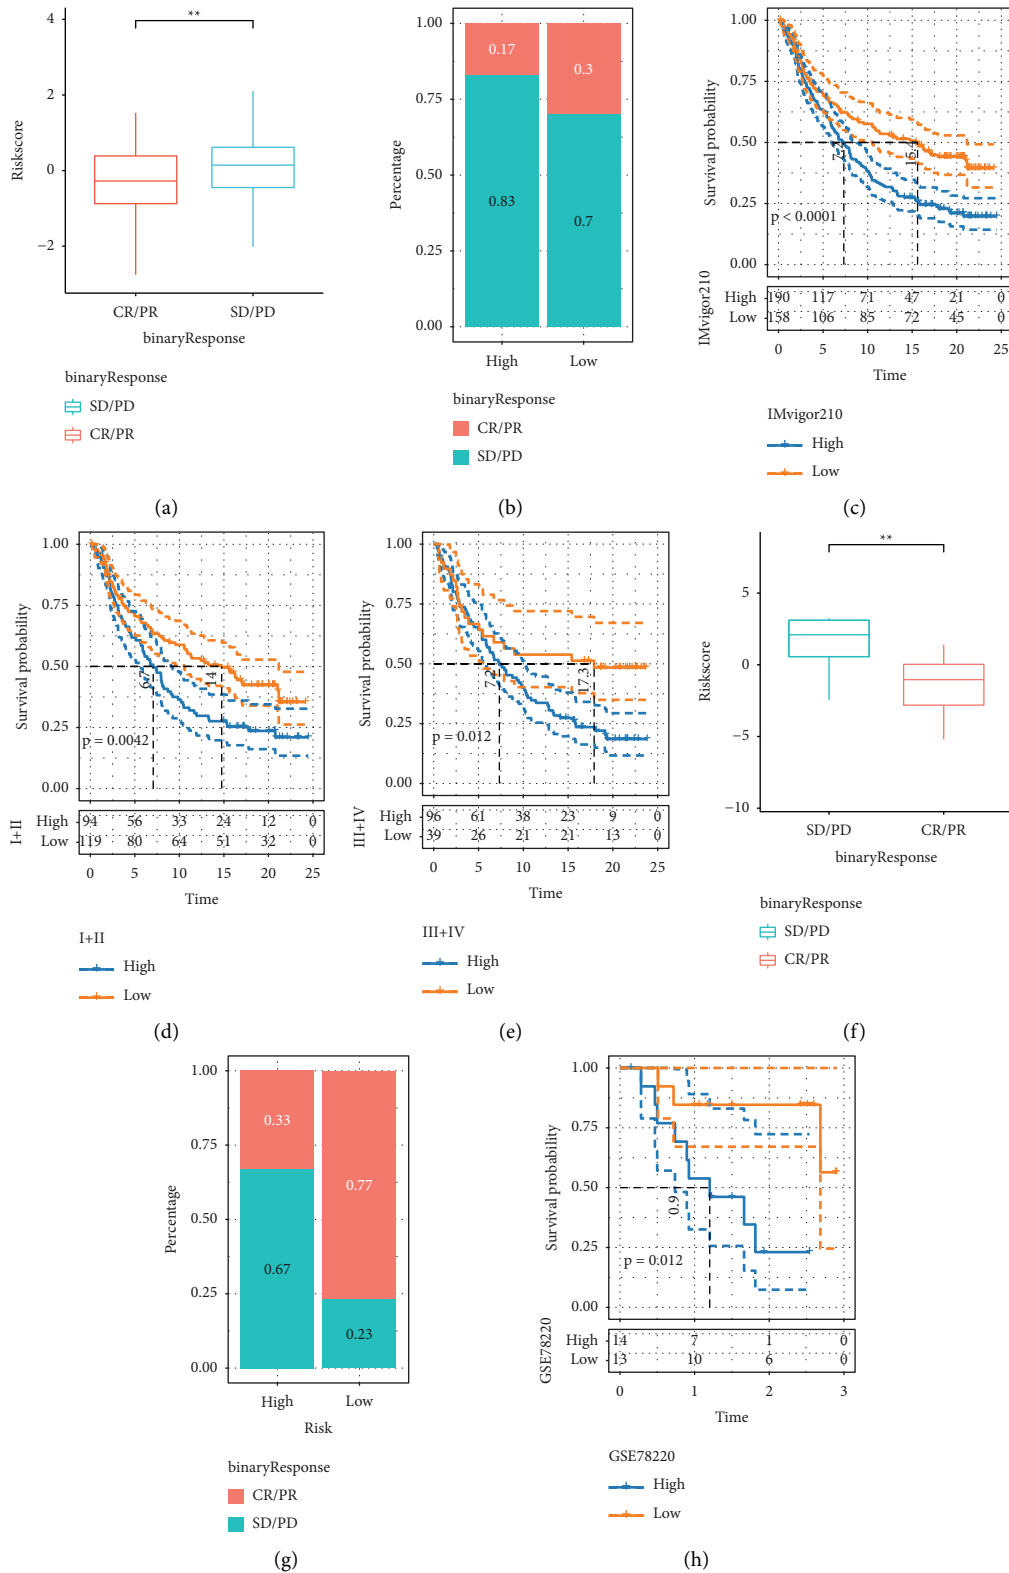 **
4
2
0
−2
Riskscore
CR/PR
SD/PD
binaryResponse
binaryResponse
SD/PD
CR/PR
(a)
1.00
0.75
0.50
0.25
0.00
Percentage
0.17
0.3
0.83
0.7
High
Low
binaryResponse
CR/PR
SD/PD
(b)
1.00
0.75
0.50
0.25
0.00
Survival probability
p < 0.0001
IMvigor210
High 190 117 71 47 21 0
Low 158 106 85 72 45 0
0 5 10 15 20 25
Time
IMvigor210
High
Low
(c)
1.00
0.75
0.50
0.25
0.00
Survival probability
14
p = 0.0042
I+II
High 94 56 33 24 12 0
Low 119 80 64 51 32 0
0 5 10 15 20 25
Time
I+II
High
Low
(d)
1.00
0.75
0.50
0.25
0.00
Survival probability
7.2
17.3
p = 0.012
III+IV
High 96 61 38 23 9 0
Low 39 26 21 21 13 0
0 5 10 15 20 25
Time
III+IV
High
Low
(e)
**
5
0
−5
−10
Riskscore
SD/PD
CR/PR
binaryResponse
binaryResponse
SD/PD
CR/PR
(f)
1.00
0.75
0.50
0.25
0.00
Percentage
0.33
0.77
0.67
0.23
High
Low
Risk
binaryResponse
CR/PR
SD/PD
(g)
1.00
0.75
0.50
0.25
0.00
Survival probability
0.9
p = 0.012
GSE78220
High 14 7 1 0
Low 13 10 6 0
0 1 2 3
Time
GSE78220
High
Low
(h)